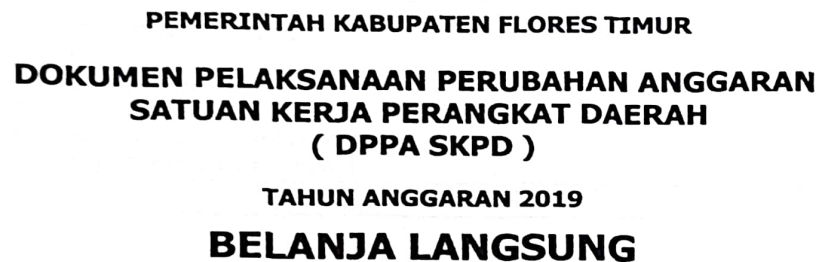 PEMERINTAH KABUPATEN FLORES TIMUR
DOKUMEN PELAKSANAAN PERUBAHAN ANGGARAN
SATUAN KERJA PERANGKAT DAERAH
( DPPA SKPD )
TAHUN ANGGARAN 2019
BELANJA LANGSUNG